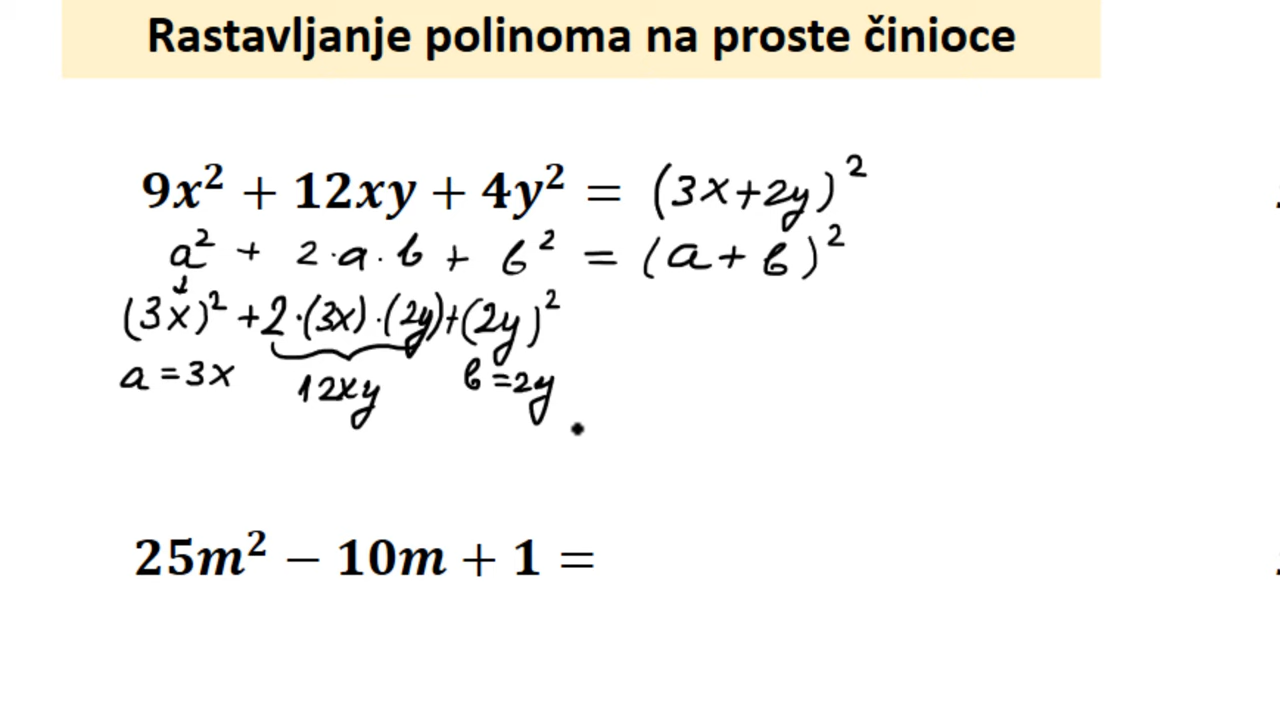 Rastavljanje polinoma na proste činioce
9x² + 12xy + 4y² = (3x+2y)²
a² + 2·a·b + b² = (a+b)²
(3x)² +2·(3x)·(2y)+(2y)²
a =3x 12xy b =2y
25m² − 10m + 1 =